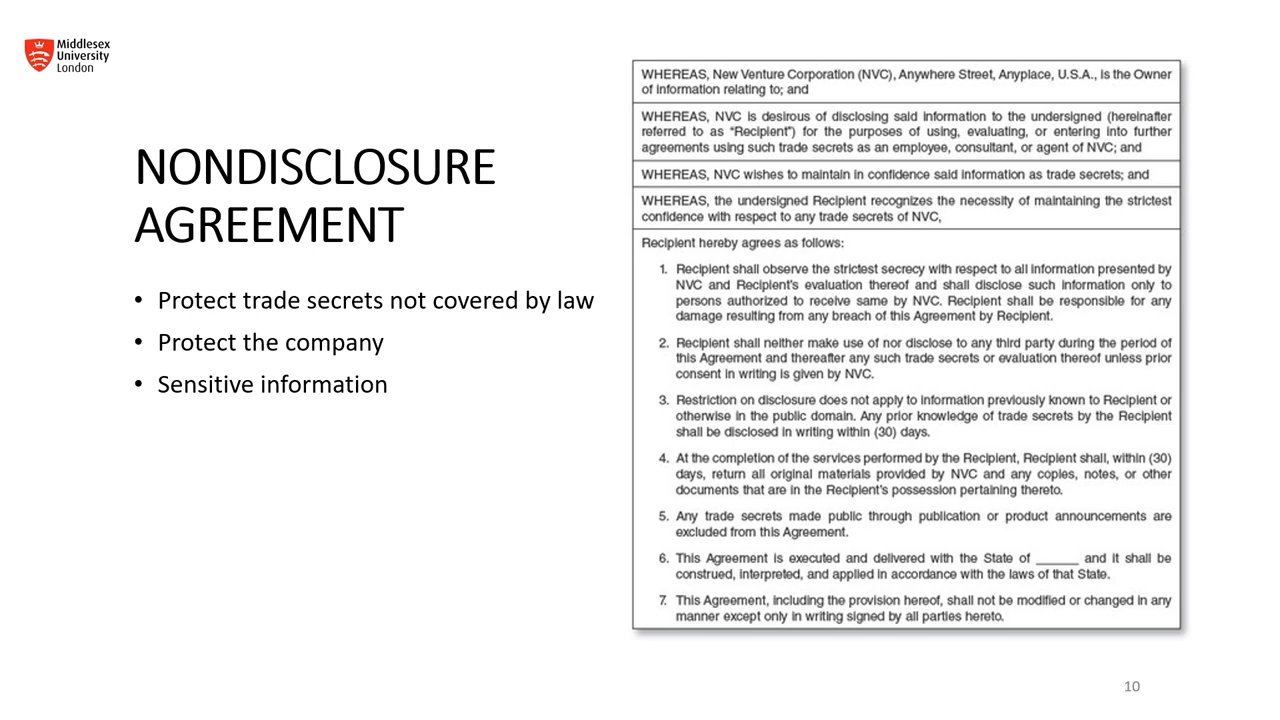 Middlesex
University
London
NONDISCLOSURE
AGREEMENT
• Protect trade secrets not covered by law
• Protect the company
• Sensitive information
WHEREAS, New Venture Corporation (NVC), Anywhere Street, Anyplace, U.S.A., is the Owner
of information relating to; and
WHEREAS, NVC is desirous of disclosing said information to the undersigned (hereinafter
referred to as “Recipient”) for the purposes of using, evaluating, or entering into further
agreements using such trade secrets as an employee, consultant, or agent of NVC; and
WHEREAS, NVC wishes to maintain in confidence said information as trade secrets; and
WHEREAS, the undersigned Recipient recognizes the necessity of maintaining the strictest
confidence with respect to any trade secrets of NVC,
Recipient hereby agrees as follows:
1. Recipient shall observe the strictest secrecy with respect to all information presented by
NVC and Recipient’s evaluation thereof and shall disclose such information only to
persons authorized to receive same by NVC. Recipient shall be responsible for any
damage resulting from any breach of this Agreement by Recipient.
2. Recipient shall neither make use of nor disclose to any third party during the period of
this Agreement and thereafter any such trade secrets or evaluation thereof unless prior
consent in writing is given by NVC.
3. Restriction on disclosure does not apply to information previously known to Recipient or
otherwise in the public domain. Any prior knowledge of trade secrets by the Recipient
shall be disclosed in writing within (30) days.
4. At the completion of the services performed by the Recipient, Recipient shall, within (30)
days, return all original materials provided by NVC and any copies, notes, or other
documents that are in the Recipient’s possession pertaining thereto.
5. Any trade secrets made public through publication or product announcements are
excluded from this Agreement.
6. This Agreement is executed and delivered with the State of ______ and it shall be
construed, interpreted, and applied in accordance with the laws of that State.
7. This Agreement, including the provision hereof, shall not be modified or changed in any
manner except only in writing signed by all parties hereto.
10